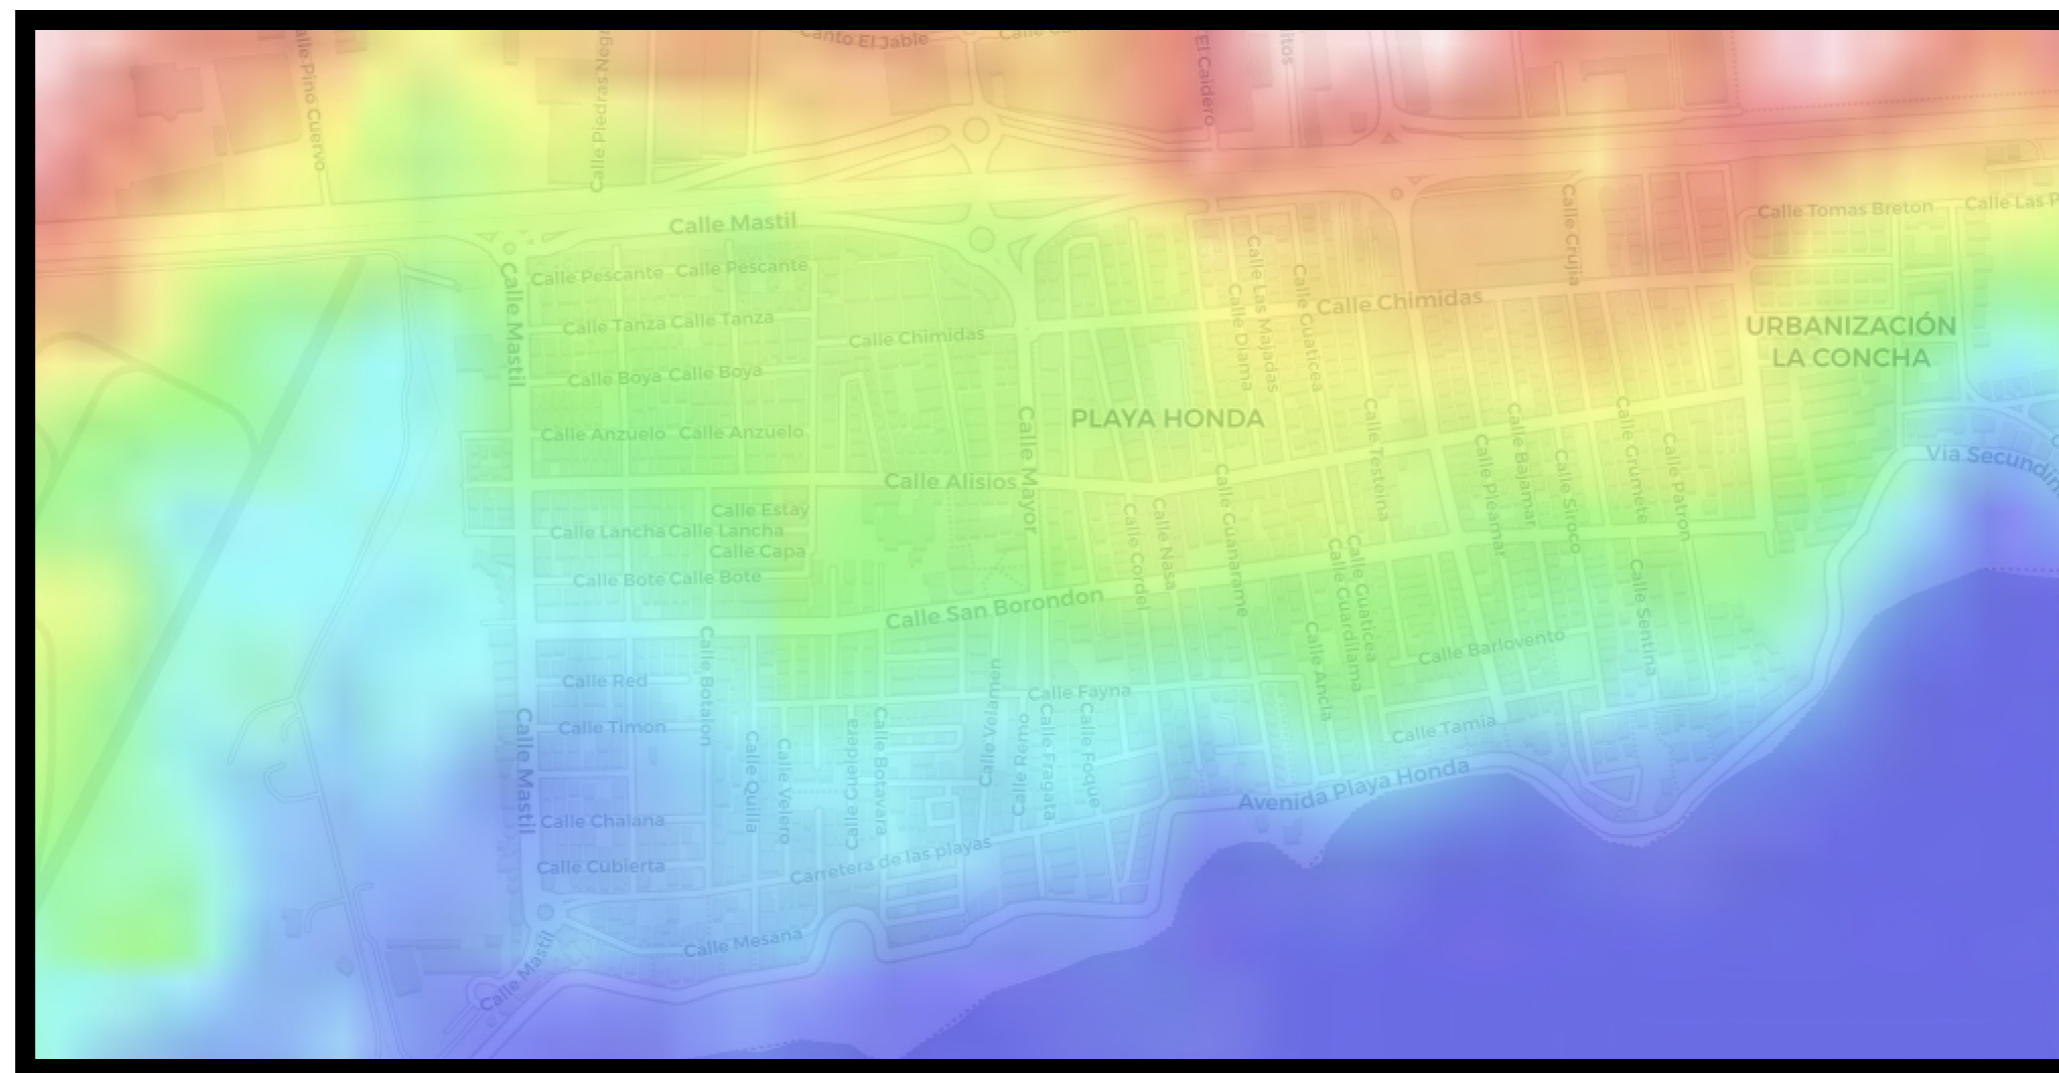 Canto El Jable
Calle Pino Cuervo
El Caidero
Calle Mastil
Calle Tomas Breton
Calle Las P
Calle Crujia
Calle Pescante
Calle Pescante
Calle Mastil
Calle Tanza
Calle Tanza
Calle Chimidas
Calle Chimidas
Calle Las Majadas
Calle Diama
Calle Guaticea
URBANIZACIÓN
LA CONCHA
Calle Boya
Calle Boya
PLAYA HONDA
Calle Anzuelo
Calle Anzuelo
Calle Mayor
Calle Testeina
Calle Bajamar
Calle Grumete
Calle Patron
Calle Pleamar
Calle Siroco
Calle Alisios
Calle Estay
Calle Lancha
Calle Lancha
Calle Capa
Calle Cordel
Calle Nasa
Calle Guanarame
Calle Bote
Calle Bote
Calle San Borondon
Calle Guaticea
Calle Guardilama
Calle Sentina
Calle Ancla
Calle Barlovento
Calle Red
Calle Botalon
Calle Fayna
Calle Timon
Calle Mastil
Calle Quilla
Calle Velero
Calle Botavara
Calle Velamen
Calle Remo
Calle Fragata
Calle Foque
Calle Tamia
Avenida Playa Honda
Calle Chalana
Carretera de las playas
Calle Cubierta
Calle Mesana
Calle Mastil